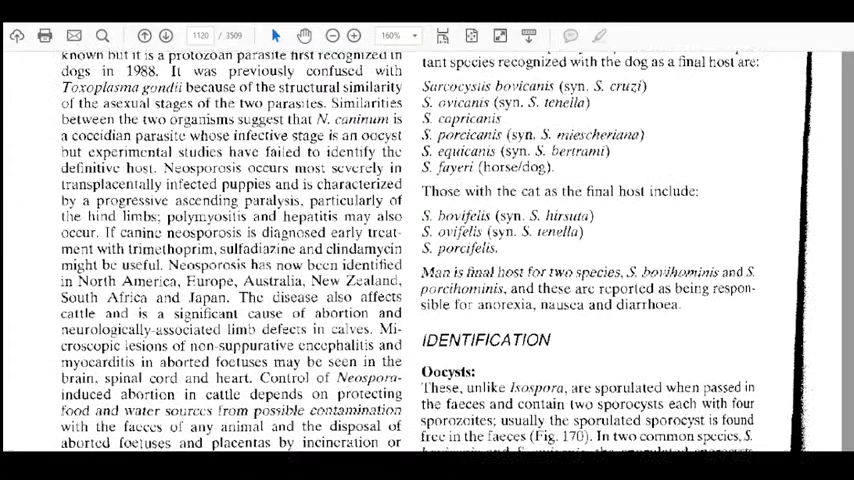 1120 / 3509
160%
known but it is a protozoan parasite first recognized in
dogs in 1988. It was previously confused with
Toxoplasma gondii because of the structural similarity
of the asexual stages of the two parasites. Similarities
between the two organisms suggest that N. caninum is
a coccidian parasite whose infective stage is an oocyst
but experimental studies have failed to identify the
definitive host. Neosporosis occurs most severely in
transplacentally infected puppies and is characterized
by a progressive ascending paralysis, particularly of
the hind limbs; polymyositis and hepatitis may also
occur. If canine neosporosis is diagnosed early treat-
ment with trimethoprim, sulfadiazine and clindamycin
might be useful. Neosporosis has now been identified
in North America, Europe, Australia, New Zealand,
South Africa and Japan. The disease also affects
cattle and is a significant cause of abortion and
neurologically-associated limb defects in calves. Mi-
croscopic lesions of non-suppurative encephalitis and
myocarditis in aborted foetuses may be seen in the
brain, spinal cord and heart. Control of Neospora-
induced abortion in cattle depends on protecting
food and water sources from possible contamination
with the faeces of any animal and the disposal of
aborted foetuses and placentas by incineration or
tant species recognized with the dog as a final host are:
Sarcocystis bovicanis (syn. S. cruzi)
S. ovicanis (syn. S. tenella)
S. capricanis
S. porcicanis (syn. S. miescheriana)
S. equicanis (syn. S. bertrami)
S. fayeri (horse/dog).
Those with the cat as the final host include:
S. bovifelis (syn. S. hirsuta)
S. ovifelis (syn. S. tenella)
S. porcifelis.
Man is final host for two species, S. bovihominis and S.
porcihominis, and these are reported as being respon-
sible for anorexia, nausea and diarrhoea.
IDENTIFICATION
Oocysts:
These, unlike Isospora, are sporulated when passed in
the faeces and contain two sporocysts each with four
sporozoites; usually the sporulated sporocyst is found
free in the faeces (Fig. 170). In two common species, S.